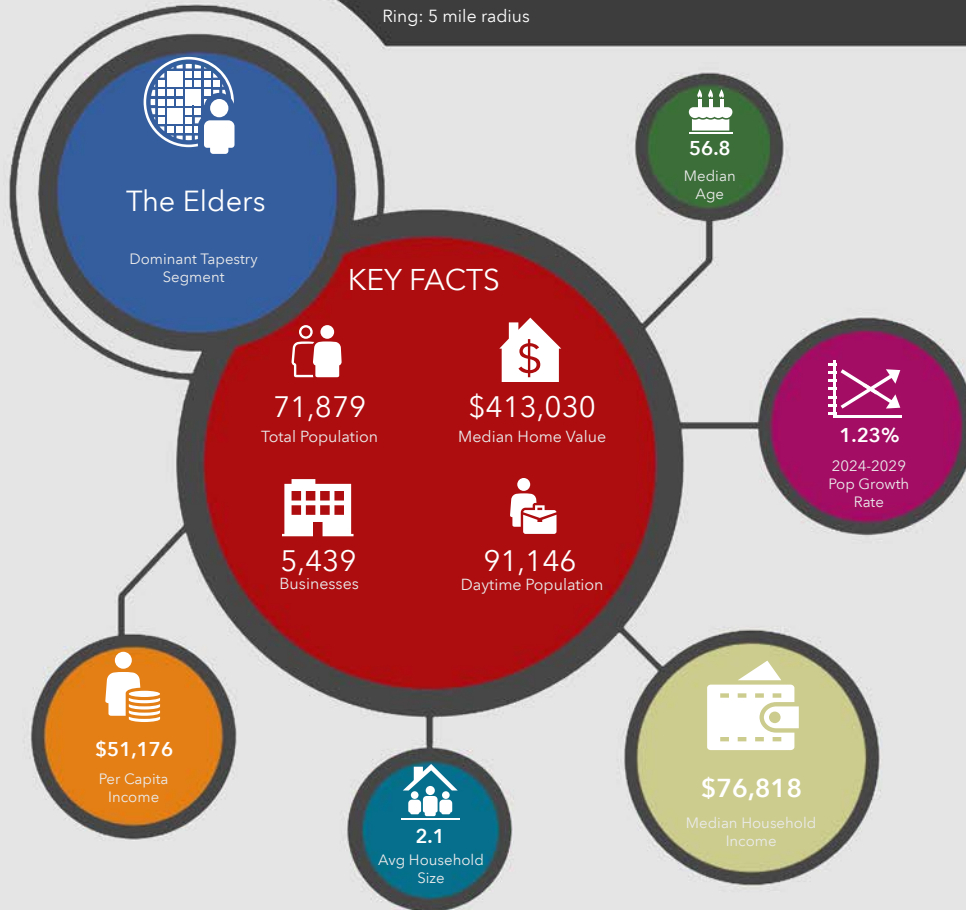 Ring: 5 mile radius
The Elders
Dominant Tapestry
Segment
56.8
Median
Age
KEY FACTS
71,879
Total Population
$413,030
Median Home Value
5,439
Businesses
91,146
Daytime Population
1.23%
2024-2029
Pop Growth
Rate
$51,176
Per Capita
Income
2.1
Avg Household
Size
$76,818
Median Household
Income